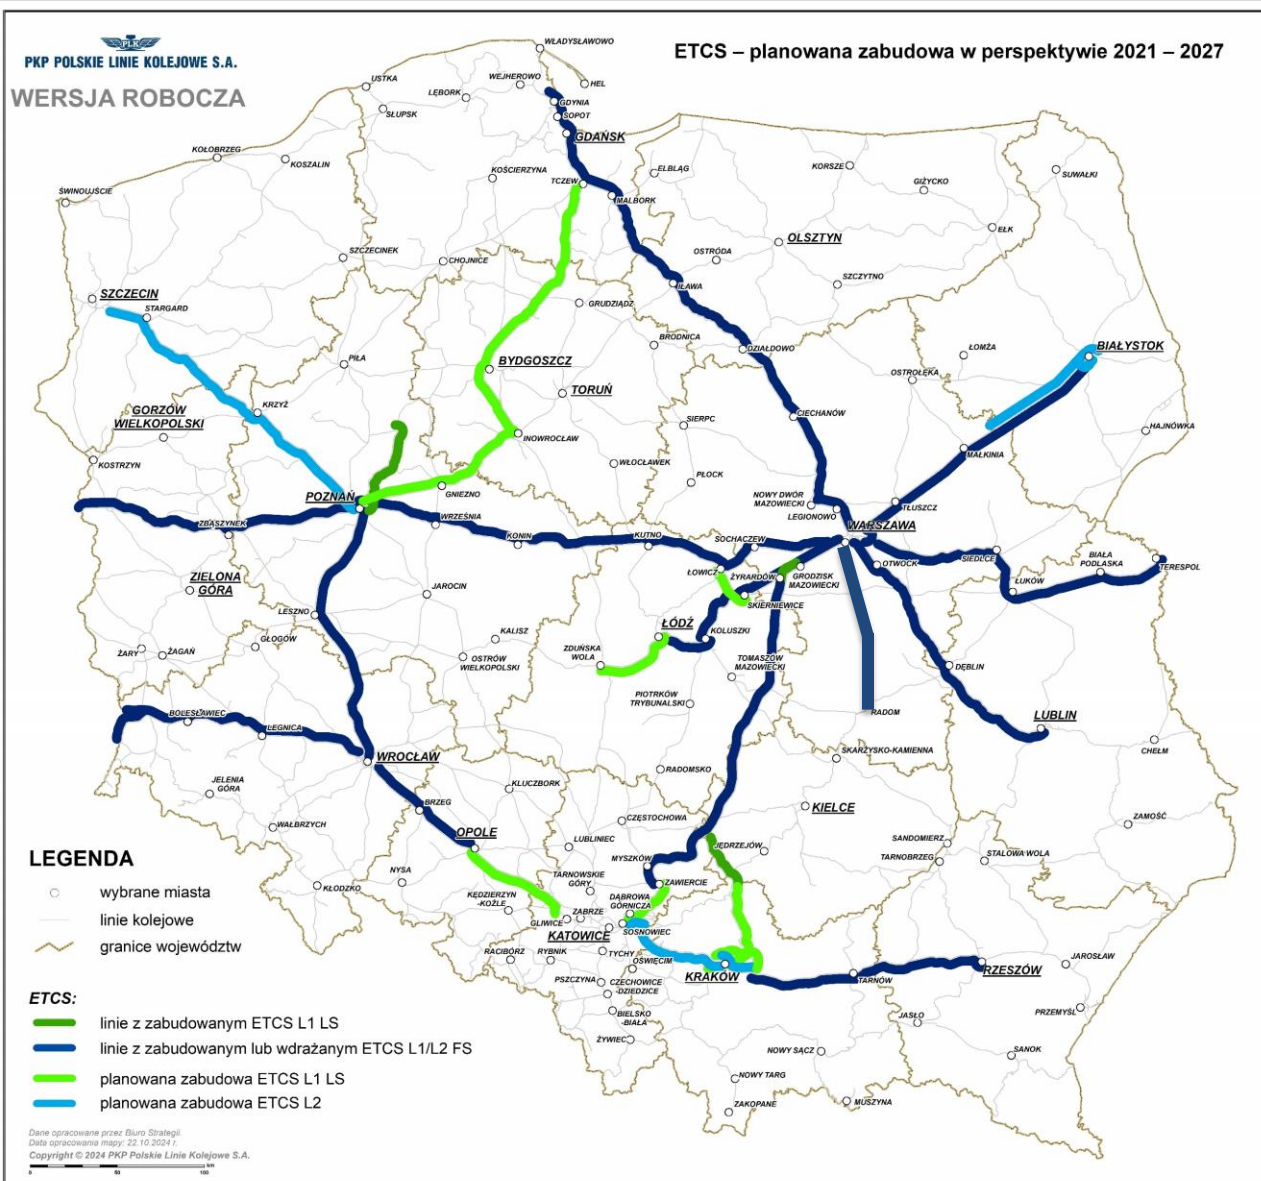 PLK
PKP POLSKIE LINIE KOLEJOWE S.A.
WERSJA ROBOCZA
ETCS – planowana zabudowa w perspektywie 2021 – 2027
WŁADYSŁAWOWO
HEL
WEJHEROWO
USTKA
LĘBORK
GDYNIA
SŁUPSK
SOPOT
GDAŃSK
KOŁOBRZEG
KOSZALIN
KOŚCIERZYNA
ELBLĄG
KORSZE
SUWAŁKI
TCZEW
GIŻYCKO
ŚWINOUJŚCIE
MALBORK
EŁK
OLSZTYN
SZCZECINEK
CHOJNICE
OSTRÓDA
SZCZYTNO
IŁAWA
SZCZECIN
STARGARD
GRUDZIĄDZ
BRODNICA
DZIAŁDOWO
ŁOMŻA
BIAŁYSTOK
PIŁA
BYDGOSZCZ
OSTROŁĘKA
TORUŃ
KRZYŻ
GORZÓW
WIELKOPOLSKI
SIERPC
CIECHANÓW
HAJNÓWKA
INOWROCŁAW
MAŁKINIA
KOSTRZYN
WŁOCŁAWEK
PŁOCK
POZNAŃ
GNIEZNO
NOWY DWÓR
MAZOWIECKI
TŁUSZCZ
LEGIONOWO
WRZEŚNIA
ZBĄSZYNEK
WARSZAWA
KONIN
KUTNO
SOCHACZEW
SIEDLCE
BIAŁA
PODLASKA
TERESPOL
OTWOCK
ŁOWICZ
ŻYRARDÓW
GRODZISK
MAZOWIECKI
ŁUKÓW
ZIELONA
GÓRA
JAROCIN
SKIERNIEWICE
LESZNO
ŁÓDŹ
KOLUSZKI
GŁOGÓW
KALISZ
ŻARY
ŻAGAŃ
ZDUŃSKA
WOLA
OSTRÓW
WIELKOPOLSKI
TOMASZÓW
MAZOWIECKI
DĘBLIN
PIOTRKÓW
TRYBUNALSKI
RADOM
BOLESŁAWIEC
LEGNICA
LUBLIN
CHEŁM
SKARŻYSKO-KAMIENNA
WROCŁAW
RADOMSKO
JELENIA
GÓRA
KLUCZBORK
BRZEG
KIELCE
WAŁBRZYCH
CZĘSTOCHOWA
ZAMOŚĆ
OPOLE
LUBLINIEC
JĘDRZEJÓW
SANDOMIERZ
TARNOBRZEG
STALOWA WOLA
MYSZKÓW
NYSA
TARNOWSKIE
GÓRY
ZAWIERCIE
KŁODZKO
KĘDZIERZYN
-KOŹLE
DĄBROWA
GÓRNICZA
GLIWICE
ZABRZE
KATOWICE
SOSNOWIEC
RACIBÓRZ
RYBNIK
TYCHY
OŚWIĘCIM
KRAKÓW
JAROSŁAW
RZESZÓW
PSZCZYNA
CZECHOWICE
-DZIEDZICE
TARNÓW
BIELSKO
-BIAŁA
JASŁO
PRZEMYŚL
ŻYWIEC
NOWY SĄCZ
SANOK
NOWY TARG
ZAKOPANE
MUSZYNA
LEGENDA
wybrane miasta
linie kolejowe
granice województw
ETCS:
linie z zabudowanym ETCS L1 LS
linie z zabudowanym lub wdrażanym ETCS L1/L2 FS
planowana zabudowa ETCS L1 LS
planowana zabudowa ETCS L2
Dane opracowane przez Biuro Strategii.
Data opracowania mapy: 22.10.2024 r.
Copyright © 2024 PKP Polskie Linie Kolejowe S.A.
km
0 50 100